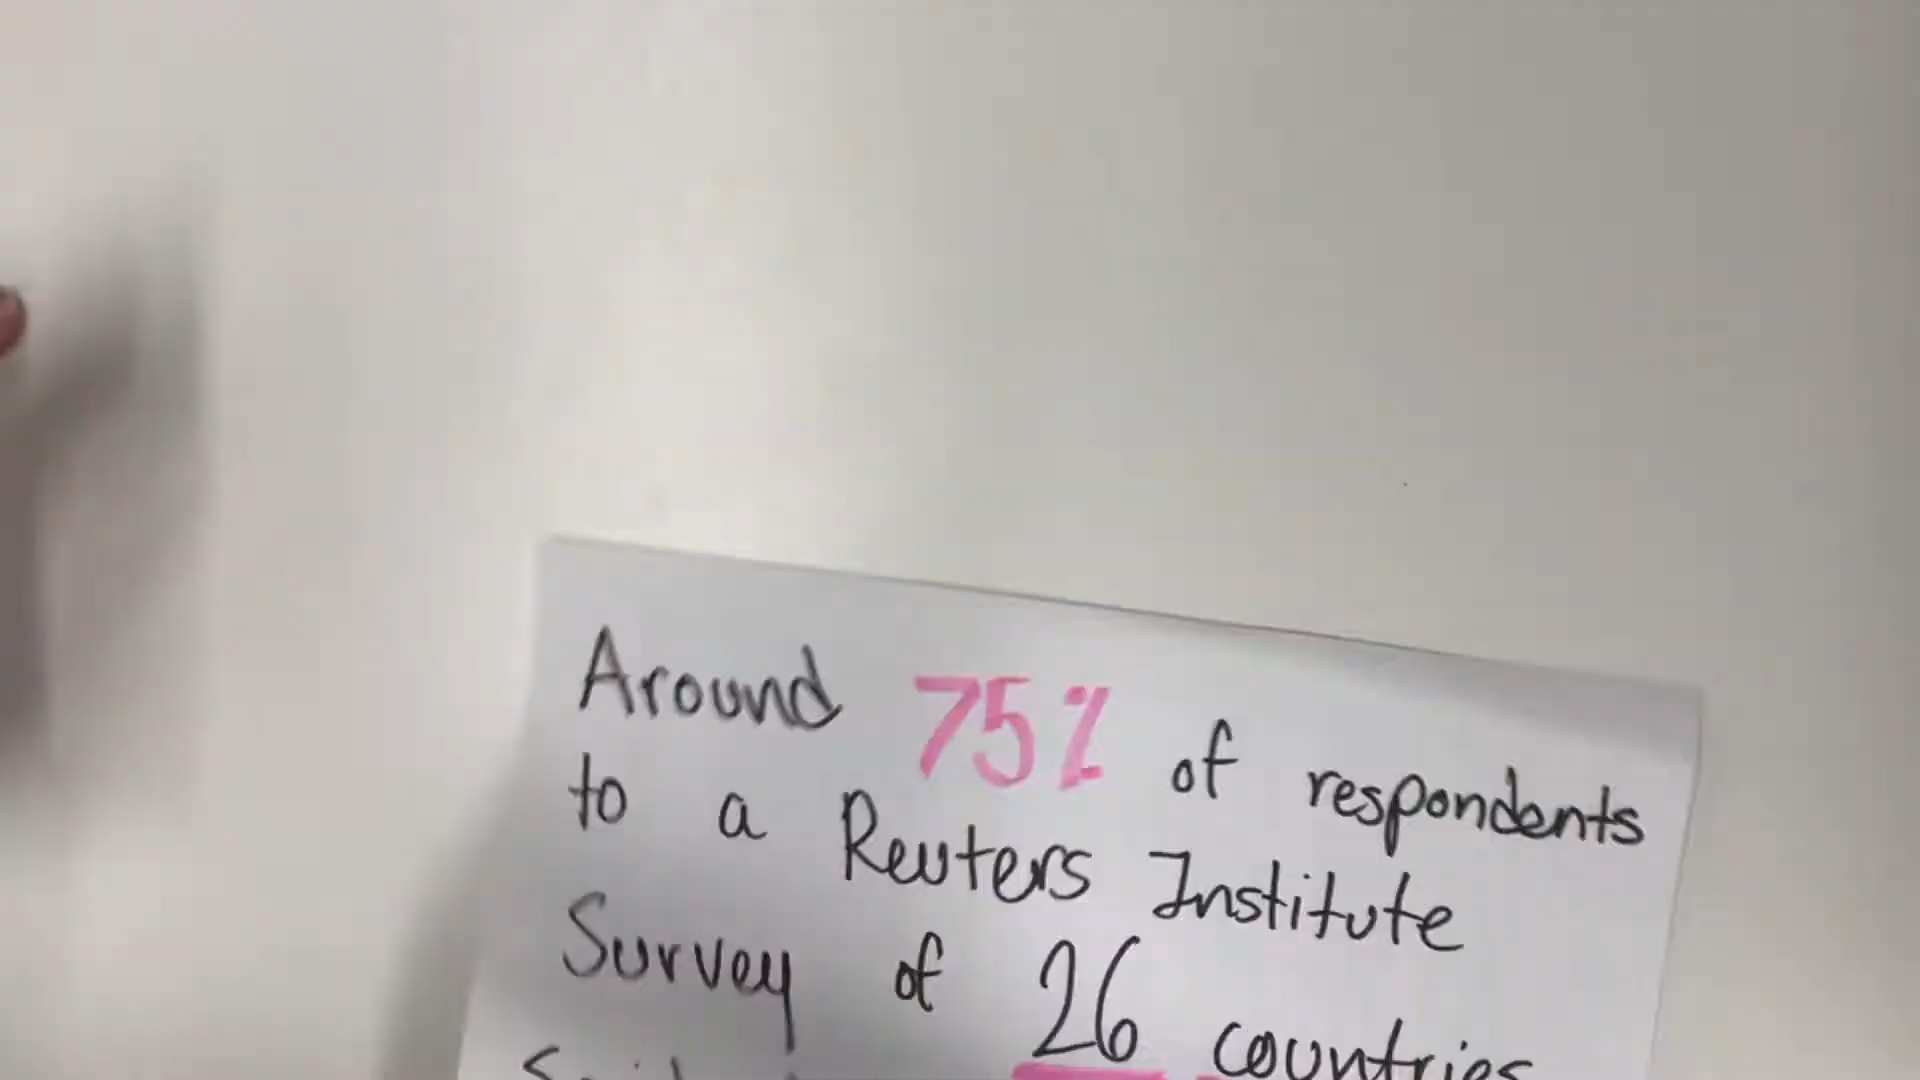 Around 75% of respondents
to a Reuters Institute
Survey of 26 countries